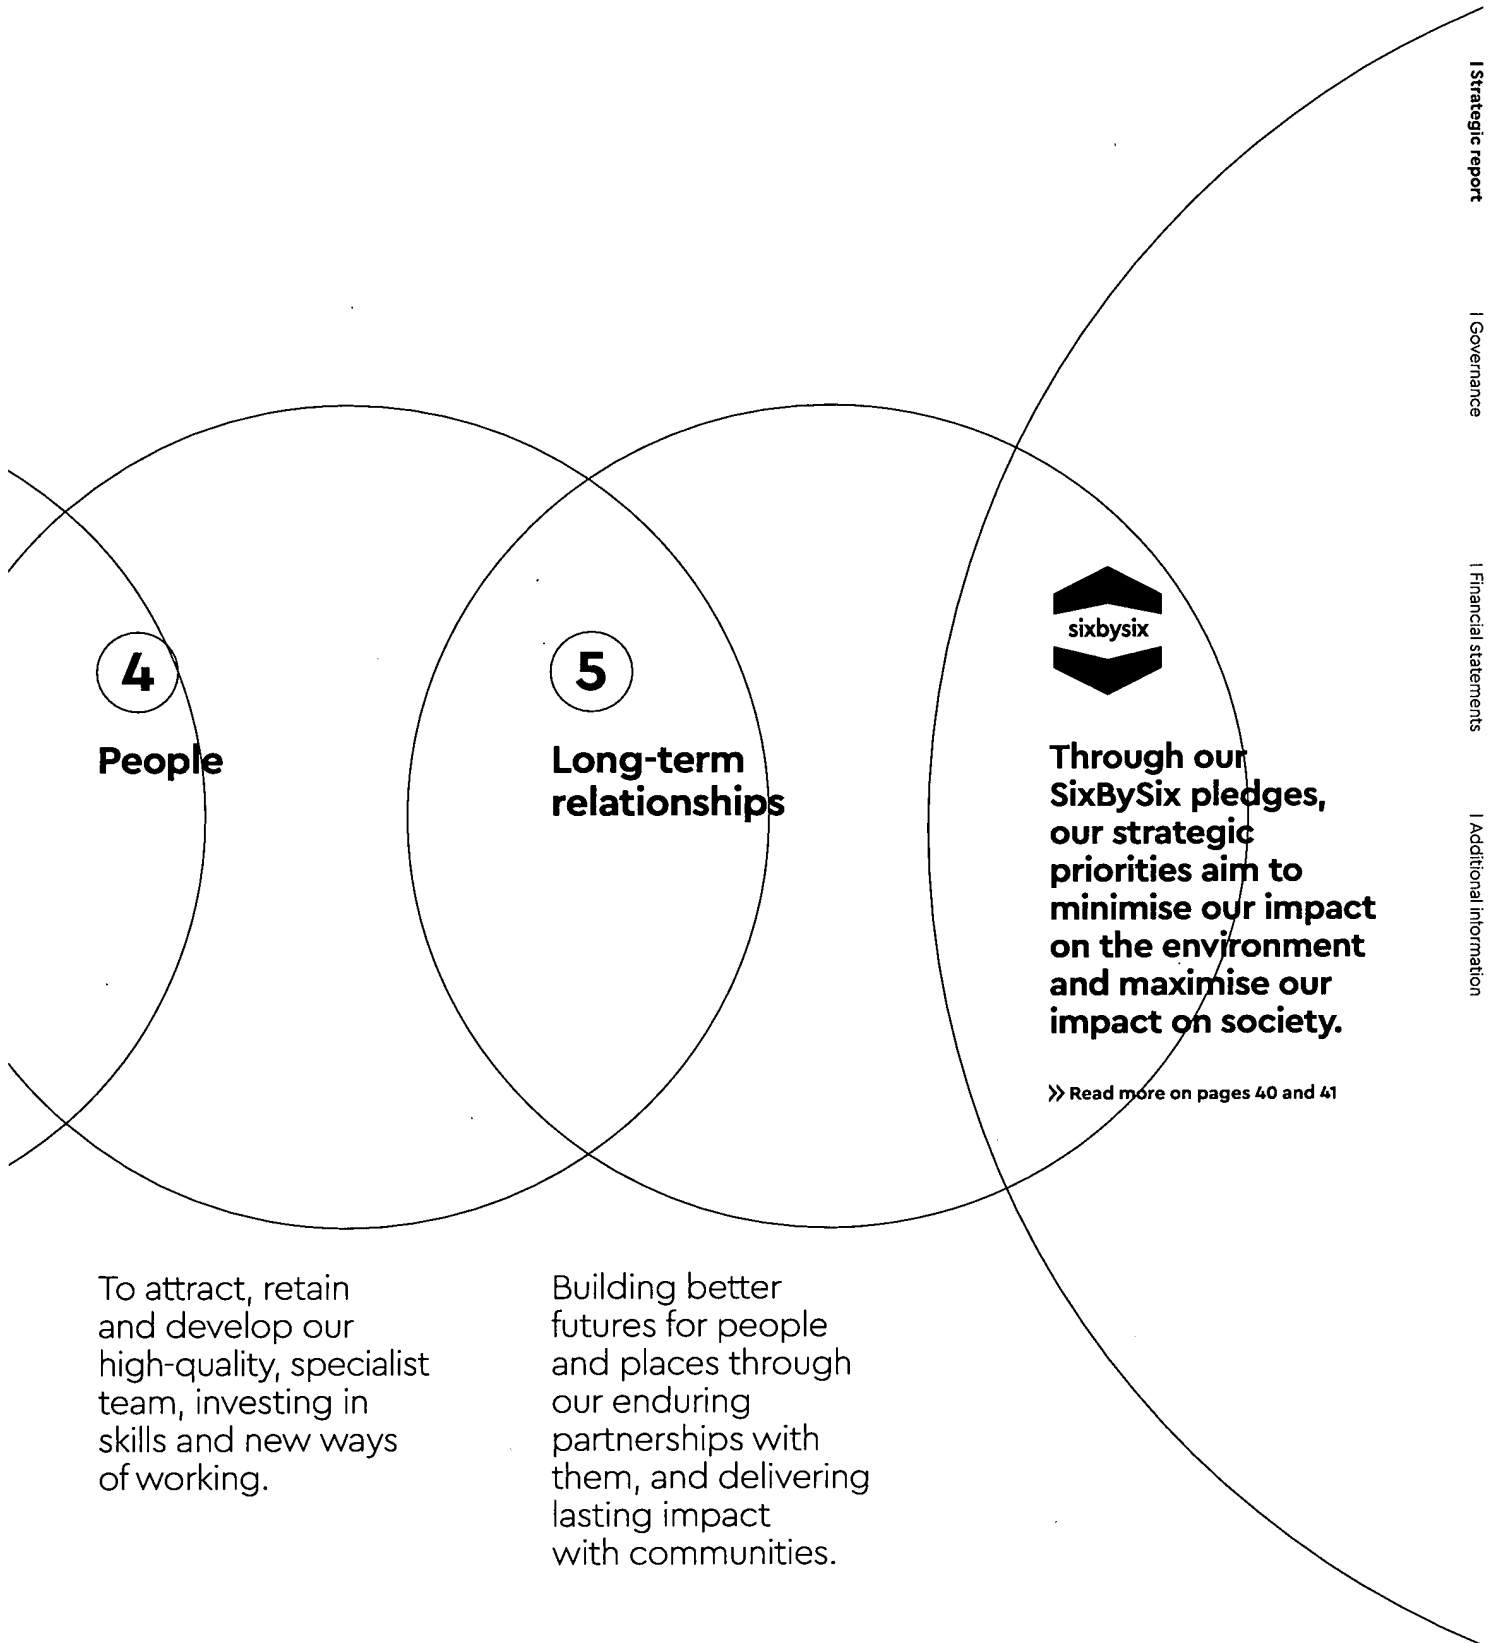 4
People
To attract, retain
and develop our
high-quality, specialist
team, investing in
skills and new ways
of working.
5
Long-term
relationships
Building better
futures for people
and places through
our enduring
partnerships with
them, and delivering
lasting impact
with communities.
sixbysix
Through our
SixBySix pledges,
our strategic
priorities aim to
minimise our impact
on the environment
and maximise our
impact on society.
>> Read more on pages 40 and 41
| Strategic report
| Governance
| Financial statements
| Additional information